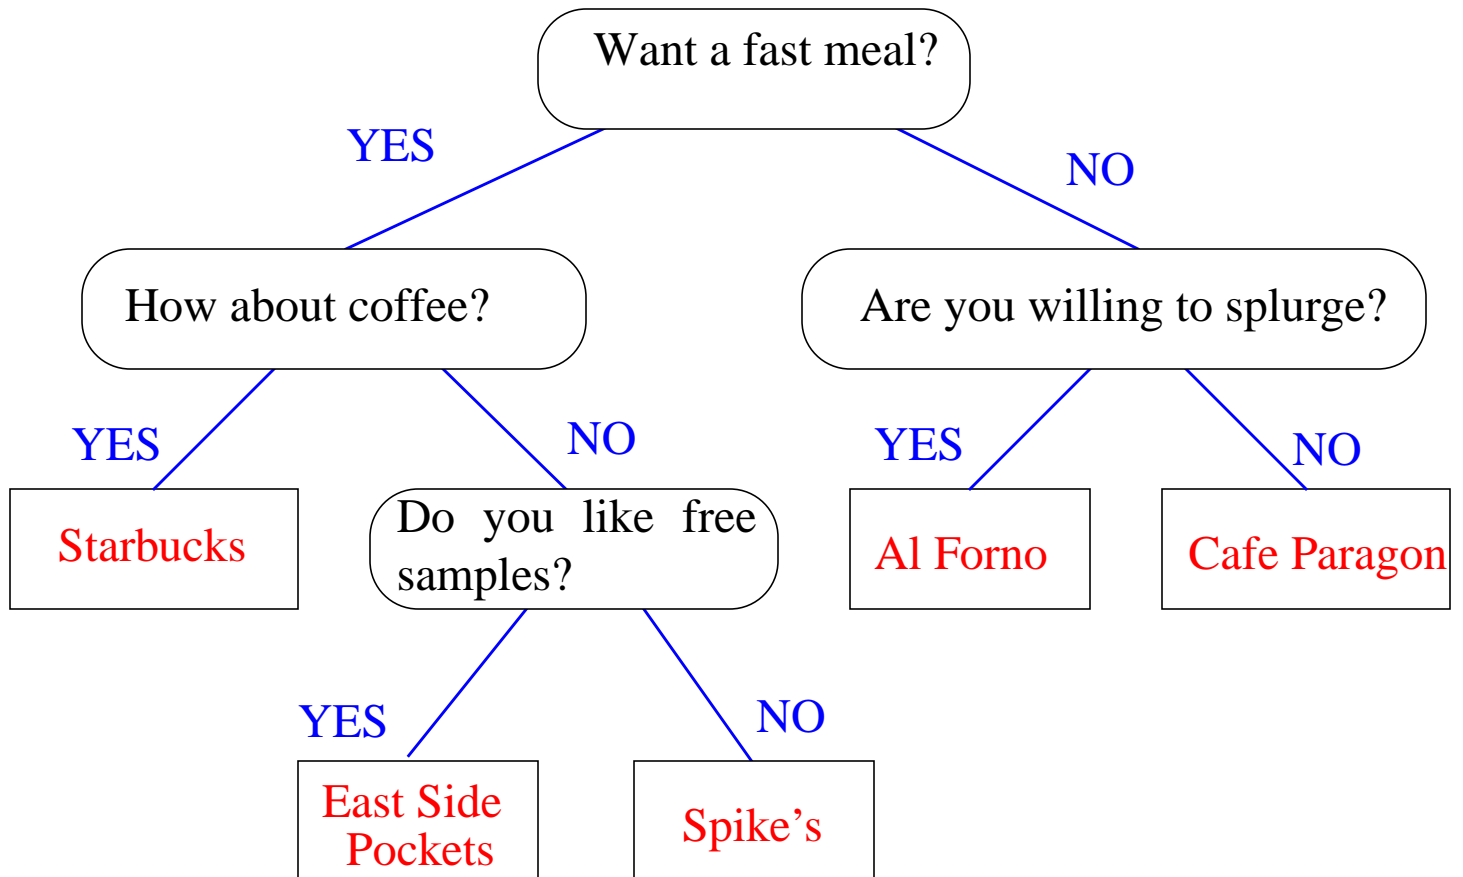 Want a fast meal?
YES
NO
How about coffee?
Are you willing to splurge?
YES
NO
YES
NO
Starbucks
Do you like free
samples?
Al Forno
Cafe Paragon
YES
NO
East Side
Pockets
Spike’s